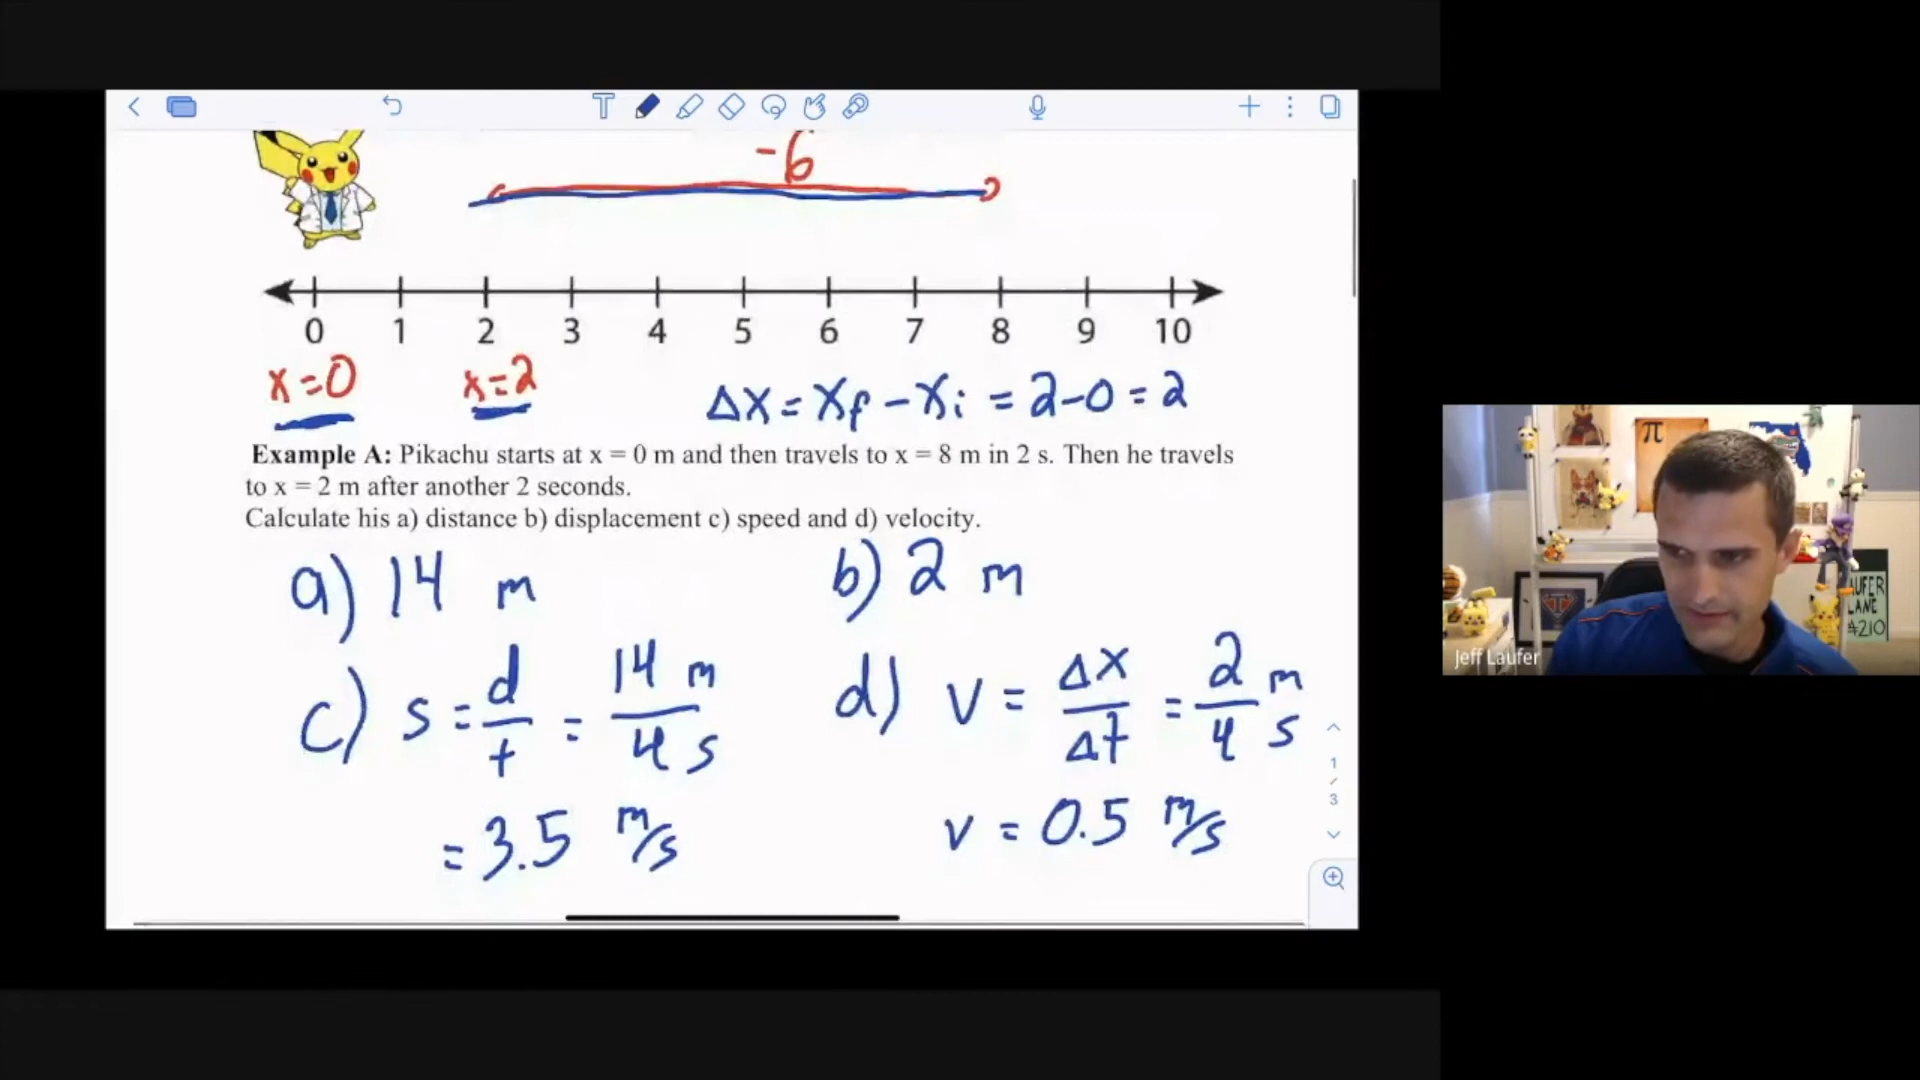 -6
0 1 2 3 4 5 6 7 8 9 10
x=0 x=2 Δx = xf - xi = 2-0 = 2
Example A: Pikachu starts at x = 0 m and then travels to x = 8 m in 2 s. Then he travels
to x = 2 m after another 2 seconds.
Calculate his a) distance b) displacement c) speed and d) velocity.
a) 14 m b) 2 m
c) s = d/t = 14 m / 4 s d) v = Δx/Δt = 2 m / 4 s
= 3.5 m/s v = 0.5 m/s
1
/
3
π
UFER
LANE
4210
Jeff Laufer